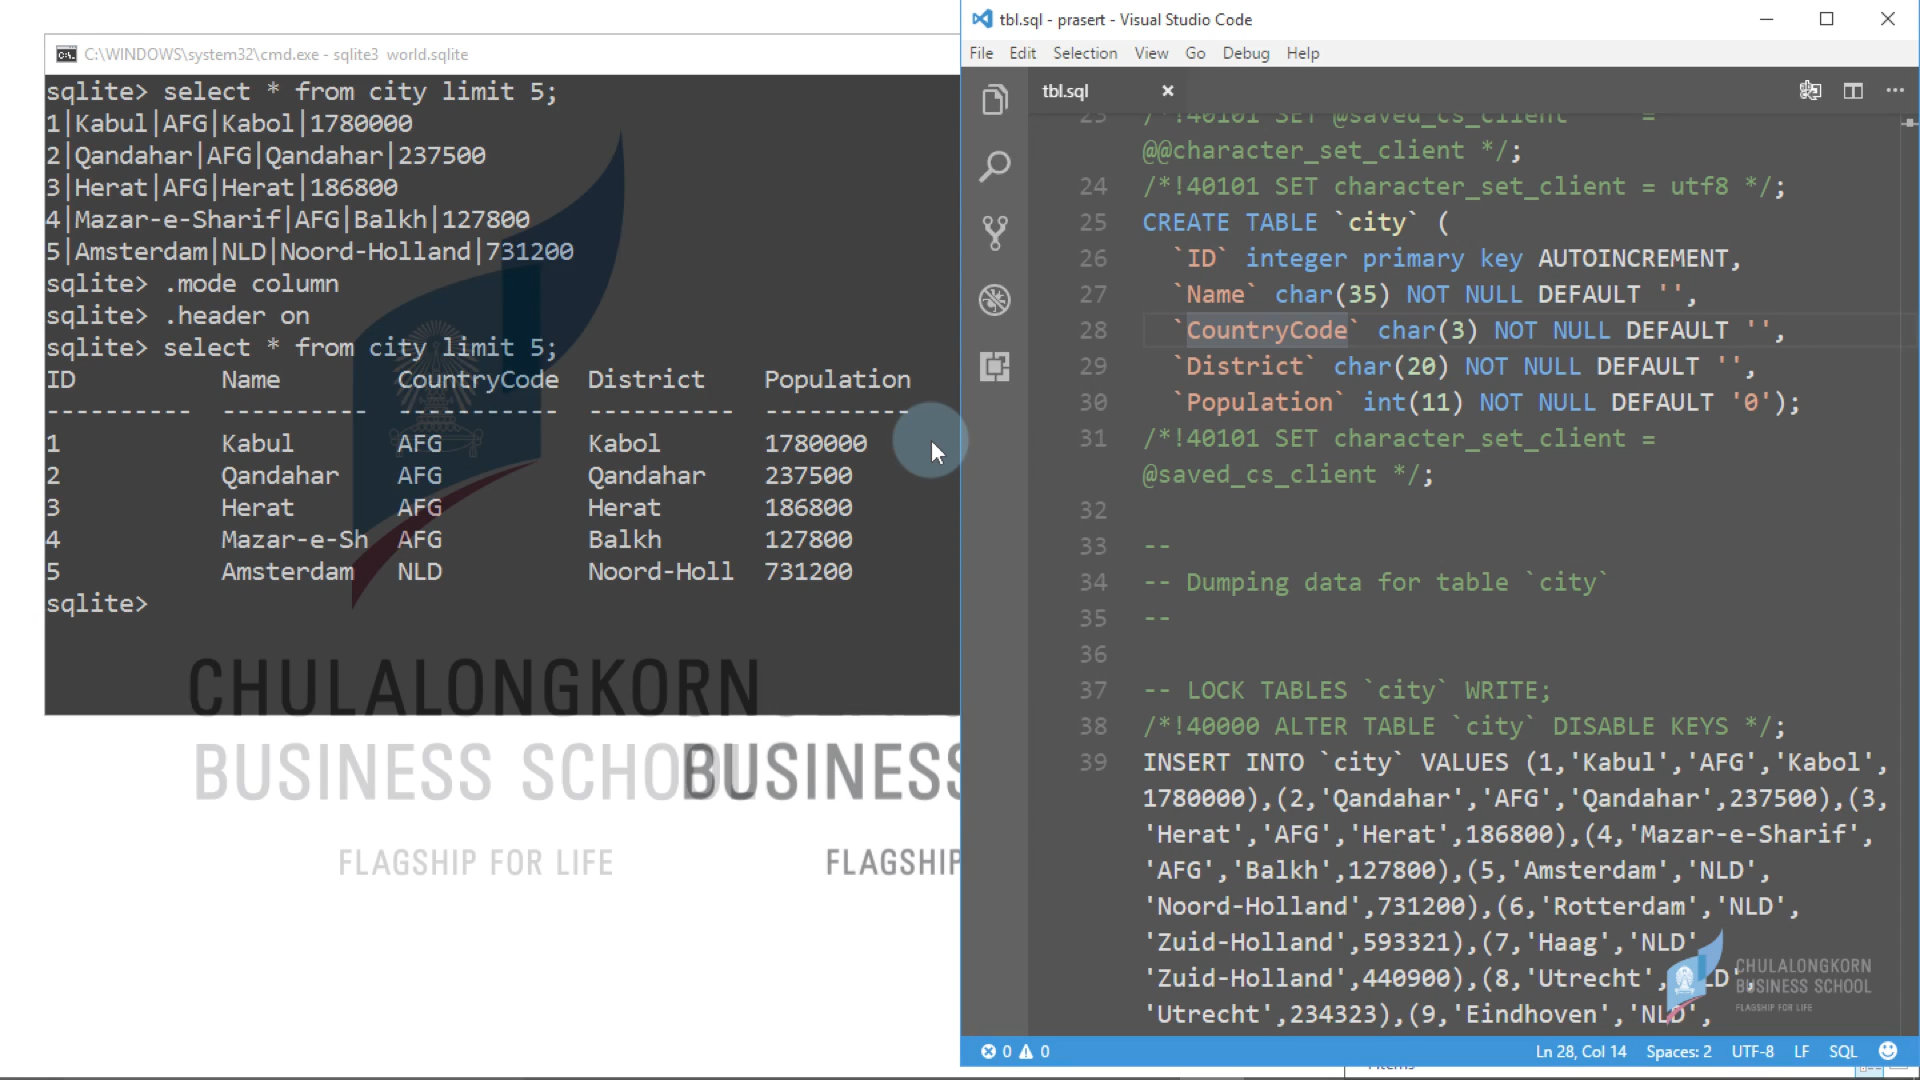 C:\WINDOWS\system32\cmd.exe - sqlite3  world.sqlite
sqlite> select * from city limit 5;
1|Kabul|AFG|Kabol|1780000
2|Qandahar|AFG|Qandahar|237500
3|Herat|AFG|Herat|186800
4|Mazar-e-Sharif|AFG|Balkh|127800
5|Amsterdam|NLD|Noord-Holland|731200
sqlite> .mode column
sqlite> .header on
sqlite> select * from city limit 5;
ID          Name        CountryCode  District    Population
----------  ----------  -----------  ----------  ----------
1           Kabul       AFG          Kabol       1780000
2           Qandahar    AFG          Qandahar    237500
3           Herat       AFG          Herat       186800
4           Mazar-e-Sh  AFG          Balkh       127800
5           Amsterdam   NLD          Noord-Holl  731200
sqlite>
CHULALONGKORN
BUSINESS SCHO BUSINESS
FLAGSHIP FOR LIFE FLAGSHIP
tbl.sql - prasert - Visual Studio Code
File Edit Selection View Go Debug Help
tbl.sql
23 /*!40101 SET @saved_cs_client     =
@@character_set_client */;
24 /*!40101 SET character_set_client = utf8 */;
25 CREATE TABLE `city` (
26   `ID` integer primary key AUTOINCREMENT,
27   `Name` char(35) NOT NULL DEFAULT '',
28   `CountryCode` char(3) NOT NULL DEFAULT '',
29   `District` char(20) NOT NULL DEFAULT '',
30   `Population` int(11) NOT NULL DEFAULT '0');
31 /*!40101 SET character_set_client =
@saved_cs_client */;
32
33 --
34 -- Dumping data for table `city`
35 --
36
37 -- LOCK TABLES `city` WRITE;
38 /*!40000 ALTER TABLE `city` DISABLE KEYS */;
39 INSERT INTO `city` VALUES (1,'Kabul','AFG','Kabol',
1780000),(2,'Qandahar','AFG','Qandahar',237500),(3,
'Herat','AFG','Herat',186800),(4,'Mazar-e-Sharif',
'AFG','Balkh',127800),(5,'Amsterdam','NLD',
'Noord-Holland',731200),(6,'Rotterdam','NLD',
'Zuid-Holland',593321),(7,'Haag','NLD'
'Zuid-Holland',440900),(8,'Utrecht',
'Utrecht',234323),(9,'Eindhoven','NLD',
CHULALONGKORN
BUSINESS SCHOOL
FLAGSHIP FOR LIFE
0 0 Ln 28, Col 14 Spaces: 2 UTF-8 LF SQL